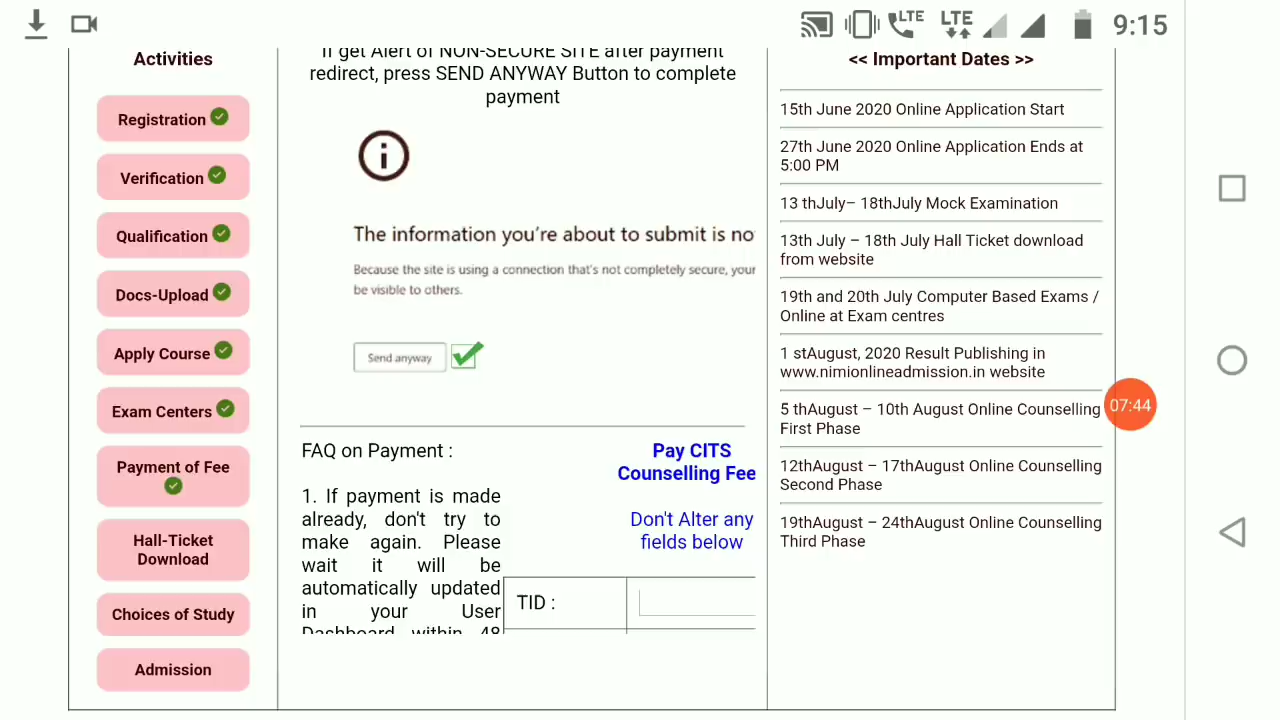 LTE
LTE
9:15
Activities
Registration
Verification
Qualification
Docs-Upload
Apply Course
Exam Centers
Payment of Fee
Hall-Ticket
Download
Choices of Study
Admission
If get Alert of NON-SECURE SITE after payment
redirect, press SEND ANYWAY Button to complete
payment
The information you're about to submit is no
Because the site is using a connection that's not completely secure, your
be visible to others.
Send anyway
FAQ on Payment :
1. If payment is made
already, don't try to
make again. Please
wait it will be
automatically updated
in your User
Dashboard within 48
Pay CITS
Counselling Fee
Don't Alter any
fields below
TID :
<< Important Dates >>
15th June 2020 Online Application Start
27th June 2020 Online Application Ends at
5:00 PM
13 thJuly– 18thJuly Mock Examination
13th July – 18th July Hall Ticket download
from website
19th and 20th July Computer Based Exams /
Online at Exam centres
1 stAugust, 2020 Result Publishing in
www.nimionlineadmission.in website
5 thAugust – 10th August Online Counselling
First Phase
12thAugust – 17thAugust Online Counselling
Second Phase
19thAugust – 24thAugust Online Counselling
Third Phase
07:44